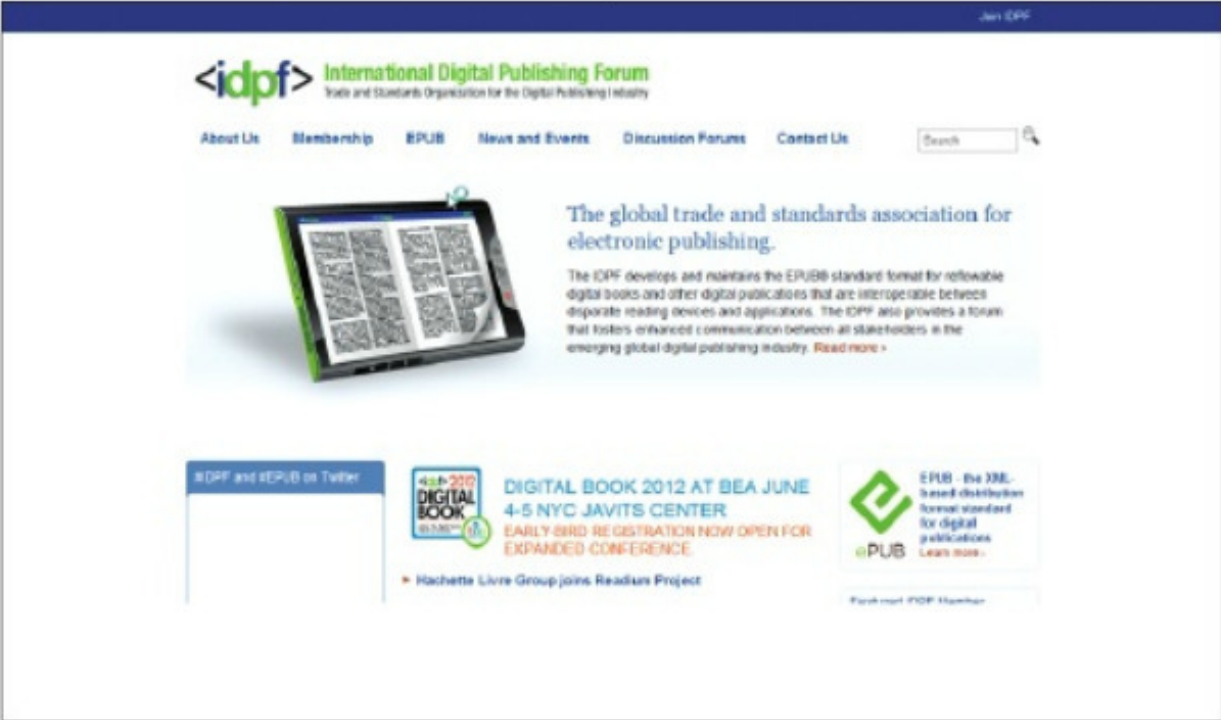 Join IDPF
<idpf> International Digital Publishing Forum
Trade and Standards Organization for the Digital Publishing Industry
About Us Membership EPUB News and Events Discussion Forums Contact Us Search
The global trade and standards association for
electronic publishing.
The IDPF develops and maintains the EPUB® standard format for reflowable
digital books and other digital publications that are interoperable between
disparate reading devices and applications. The IDPF also provides a forum
that fosters enhanced communication between all stakeholders in the
emerging global digital publishing industry. Read more ›
#IDPF and #EPUB on Twitter
2012
DIGITAL
BOOK
DIGITAL BOOK 2012 AT BEA JUNE
4-5 NYC JAVITS CENTER
EARLY-BIRD REGISTRATION NOW OPEN FOR
EXPANDED CONFERENCE.
Hachette Livre Group joins Readium Project
ePUB
EPUB - the XML-
based distribution
format standard
for digital
publications
Learn more ›
Featured IDPF Member